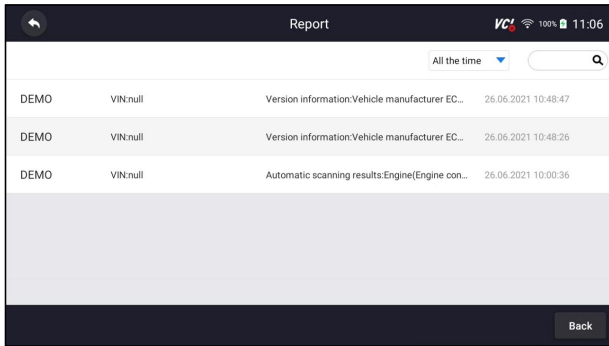 Report
VCI 100% 11:06
All the time
DEMO VIN:null Version information:Vehicle manufacturer EC... 26.06.2021 10:48:47
DEMO VIN:null Version information:Vehicle manufacturer EC... 26.06.2021 10:48:26
DEMO VIN:null Automatic scanning results:Engine(Engine con... 26.06.2021 10:00:36
Back